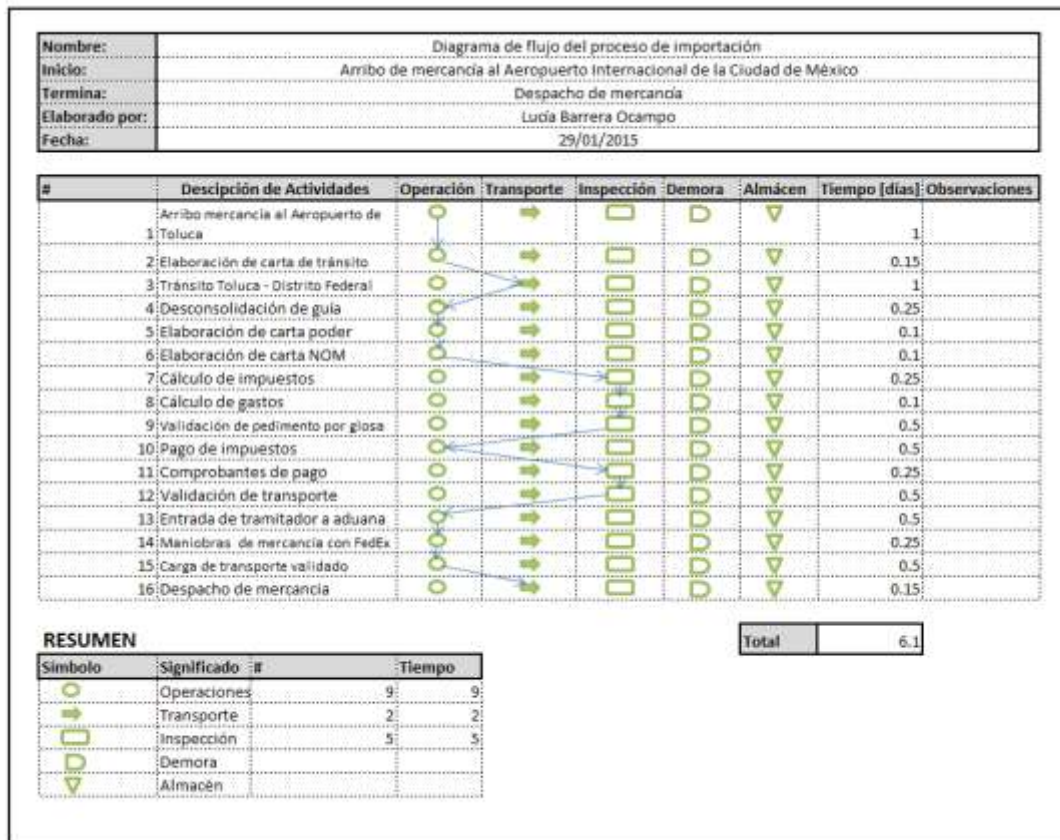 Nombre: Diagrama de flujo del proceso de importación
Inicio: Arribo de mercancía al Aeropuerto Internacional de la Ciudad de México
Termina: Despacho de mercancía
Elaborado por: Lucía Barrera Ocampo
Fecha: 29/01/2015
# Descipción de Actividades Operación Transporte Inspección Demora Almácen Tiempo [días] Observaciones
Arribo mercancia al Aeropuerto de
1 Toluca 1
2 Elaboración de carta de tránsito 0.15
3 Tránsito Toluca - Distrito Federal 1
4 Desconsolidación de guía 0.25
5 Elaboración de carta poder 0.1
6 Elaboración de carta NOM 0.1
7 Cálculo de impuestos 0.25
8 Cálculo de gastos 0.1
9 Validación de pedimento por glosa 0.5
10 Pago de impuestos 0.5
11 Comprobantes de pago 0.25
12 Validación de transporte 0.5
13 Entrada de tramitador a aduana 0.5
14 Maniobras de mercancía con FedEx 0.25
15 Carga de transporte validado 0.5
16 Despacho de mercancía 0.15
Total 6.1
RESUMEN
Símbolo Significado # Tiempo
Operaciones 9 9
Transporte 2 2
Inspección 5 5
Demora
Almacén